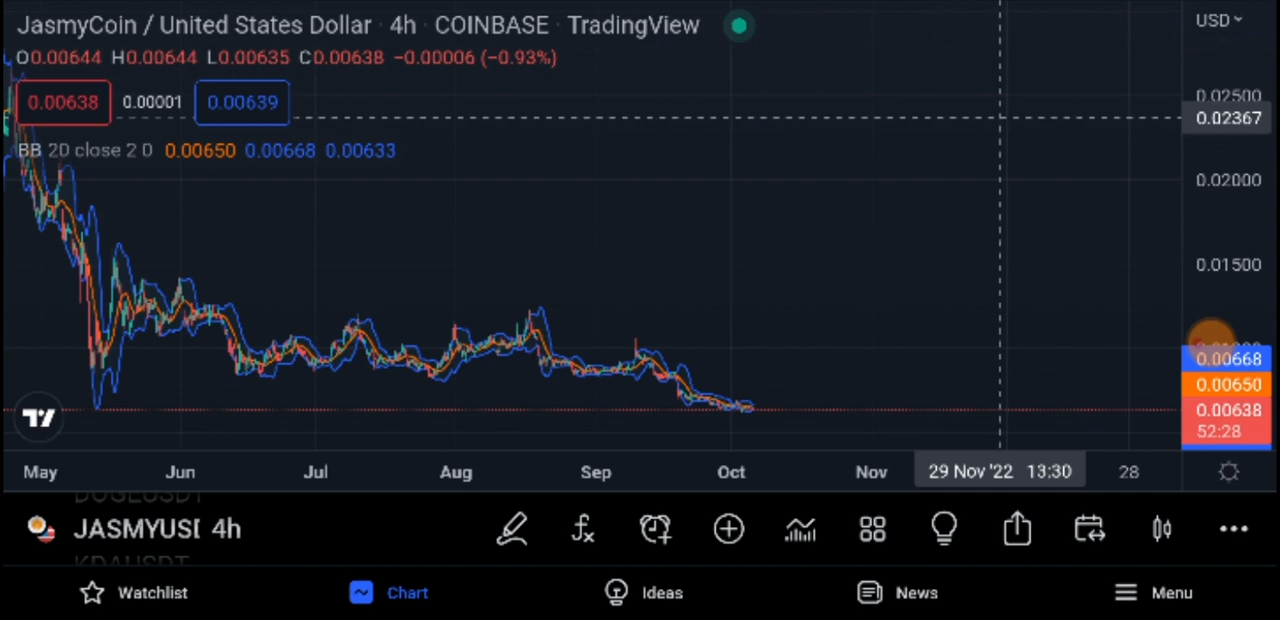 JasmyCoin / United States Dollar · 4h · COINBASE · TradingView
USD
O0.00644 H0.00644 L0.00635 C0.00638 −0.00006 (−0.93%)
0.00638 0.00001 0.00639
0.02500
0.02367
BB 20 close 2 0 0.00650 0.00668 0.00633
0.02000
0.01500
0.00668
0.00650
0.00638
52:28
May Jun Jul Aug Sep Oct Nov 29 Nov '22 13:30 28
DOGEUSDT
JASMYUSD 4h
KDAUSDT
Watchlist Chart Ideas News Menu